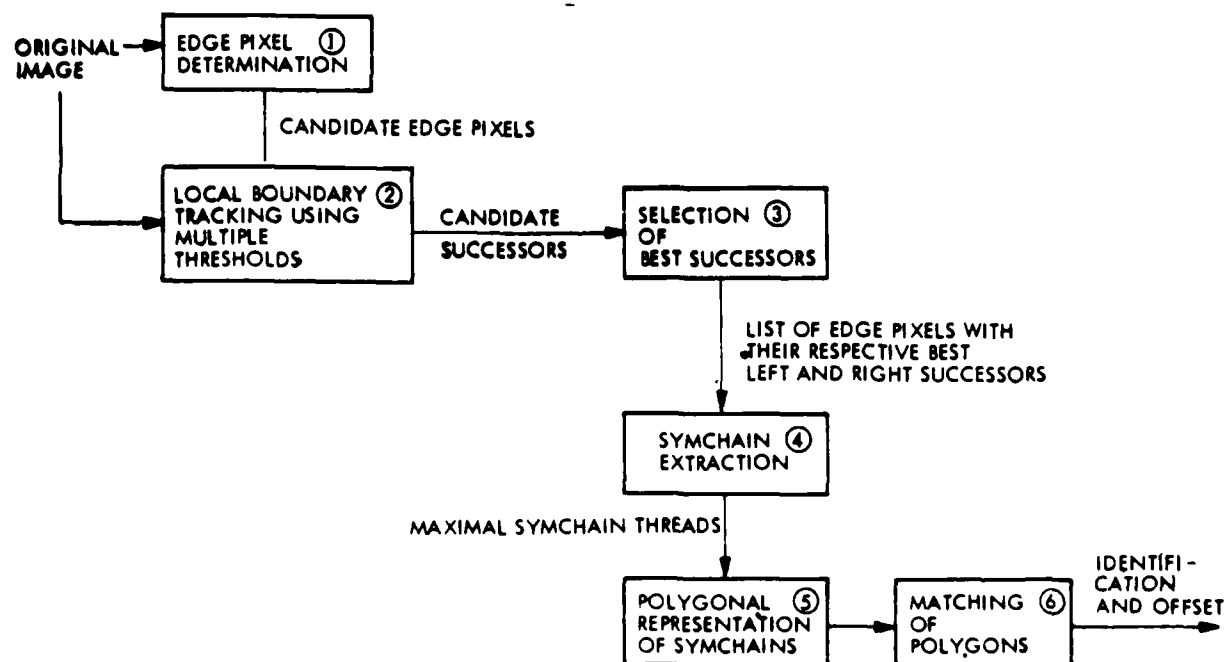 ORIGINAL
IMAGE
EDGE PIXEL ①
DETERMINATION
CANDIDATE EDGE PIXELS
LOCAL BOUNDARY ②
TRACKING USING
MULTIPLE
THRESHOLDS
CANDIDATE
SUCCESSORS
SELECTION ③
OF
BEST SUCCESSORS
LIST OF EDGE PIXELS WITH
THEIR RESPECTIVE BEST
LEFT AND RIGHT SUCCESSORS
SYMCHAIN ④
EXTRACTION
MAXIMAL SYMCHAIN THREADS
POLYGONAL ⑤
REPRESENTATION
OF SYMCHAINS
MATCHING ⑥
OF
POLYGONS
IDENTIFI-
CATION
AND OFFSET